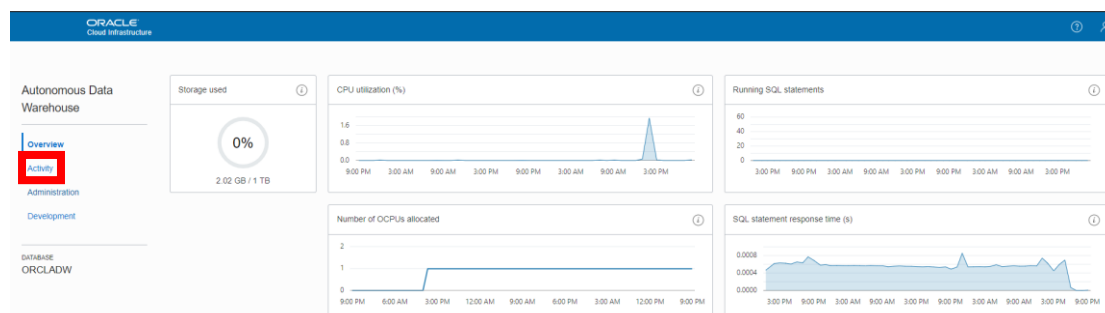 ORACLE
Cloud Infrastructure
Autonomous Data
Warehouse
Overview
Activity
Administration
Development
DATABASE
ORCLADW
Storage used
0%
2.02 GB / 1 TB
CPU utilization (%)
1.6
0.8
0.0
9:00 PM 3:00 AM 9:00 AM 3:00 PM 9:00 PM 3:00 AM 9:00 AM 3:00 PM
Running SQL statements
60
40
20
0
3:00 PM 9:00 PM 3:00 AM 9:00 AM 3:00 PM 9:00 PM 3:00 AM 9:00 AM 3:00 PM
Number of OCPUs allocated
2
1
0
9:00 PM 6:00 AM 3:00 PM 12:00 AM 9:00 AM 6:00 PM 3:00 AM 12:00 PM 9:00 PM
SQL statement response time (s)
0.0008
0.0004
0.0000
3:00 PM 9:00 PM 3:00 AM 9:00 AM 3:00 PM 9:00 PM 3:00 AM 9:00 AM 3:00 PM 9:00 PM